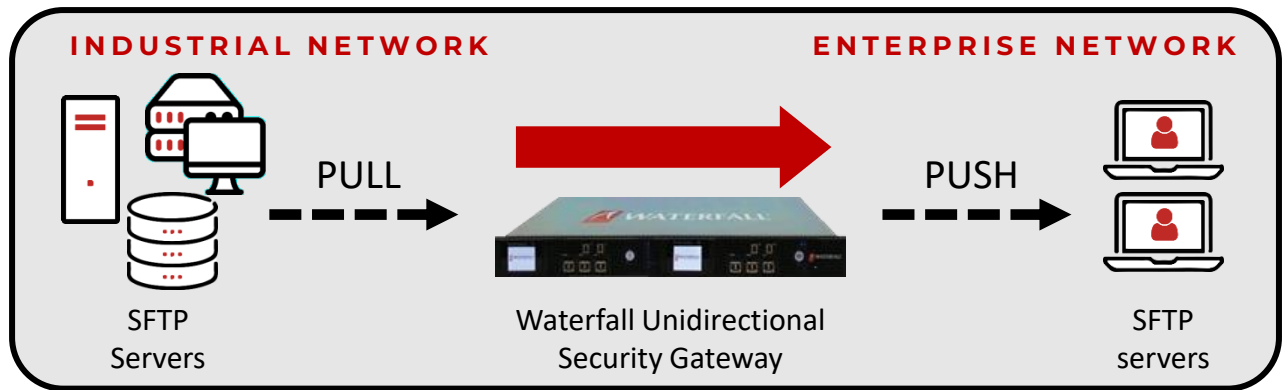 INDUSTRIAL NETWORK
ENTERPRISE NETWORK
PULL
PUSH
WATERFALL
SFTP
Servers
Waterfall Unidirectional
Security Gateway
SFTP
servers